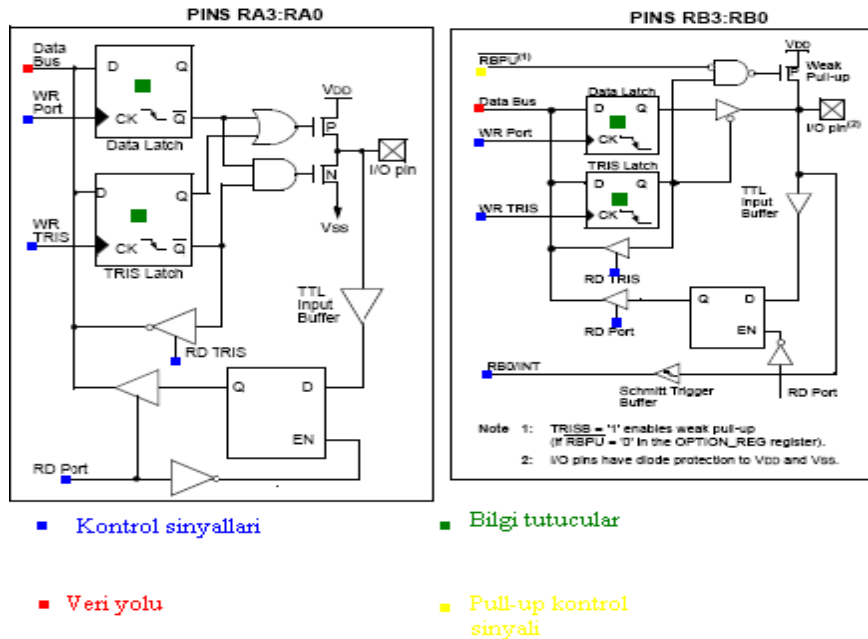 PINS RA3:RA0
Data
Bus
D
Q
WR
Port
CK
Q
Data Latch
VDD
P
I/O pin
N
VSS
D
Q
WR
TRIS
CK
Q
TRIS Latch
TTL
Input
Buffer
RD TRIS
Q
D
EN
RD Port
PINS RB3:RB0
RBPU(1)
VDD
P
Weak
Pull-up
Data Latch
Data Bus
D
Q
I/O pin(2)
WR Port
CK
TRIS Latch
D
Q
WR TRIS
CK
TTL
Input
Buffer
RD TRIS
Q
D
RD Port
EN
RB0/INT
Schmitt Trigger
Buffer
RD Port
Note 1: TRISB = '1' enables weak pull-up
(if RBPU = '0' in the OPTION_REG register).
2: I/O pins have diode protection to VDD and VSS.
Kontrol sinyallari
Bilgi tutucular
Veri yolu
Pull-up kontrol
sinyali